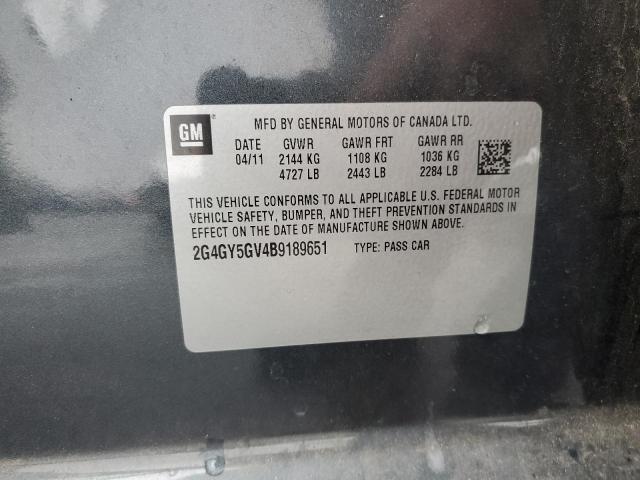 GM
MFD BY GENERAL MOTORS OF CANADA LTD.
DATE GVWR GAWR FRT GAWR RR
04/11 2144 KG 1108 KG 1036 KG
4727 LB 2443 LB 2284 LB
THIS VEHICLE CONFORMS TO ALL APPLICABLE U.S. FEDERAL MOTOR
VEHICLE SAFETY, BUMPER, AND THEFT PREVENTION STANDARDS IN
EFFECT ON THE DATE OF MANUFACTURE SHOWN ABOVE.
2G4GY5GV4B9189651 TYPE: PASS CAR